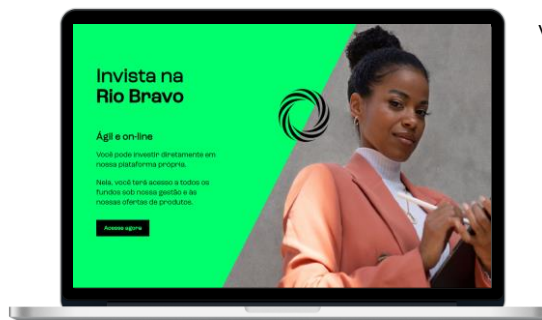 Invista na
Rio Bravo
Ágil e on-line
Você pode investir diretamente em
nossa plataforma própria.
Nela, você terá acesso a todos os
fundos sob nossa gestão e às
nossas ofertas de produtos.
Acesse agora